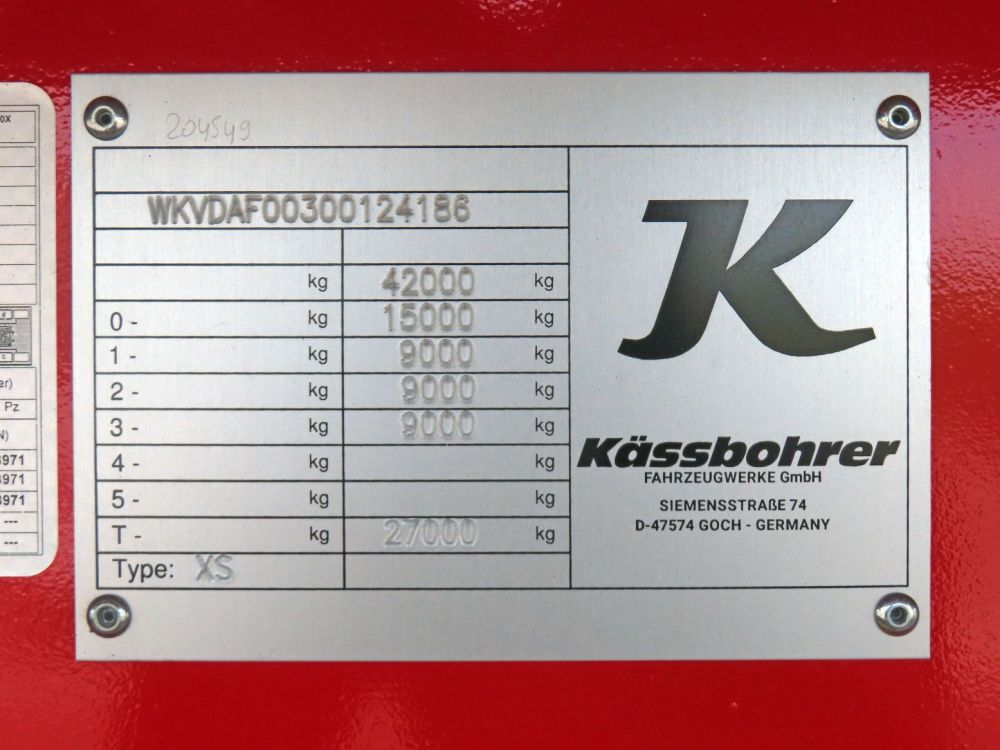 204549
WKVDAF00300124186
kg 42000 kg
0 - kg 15000 kg
1 - kg 9000 kg
2 - kg 9000 kg
3 - kg 9000 kg
4 - kg kg
5 - kg kg
T - kg 27000 kg
Type: XS
K
Kässbohrer
FAHRZEUGWERKE GmbH
SIEMENSSTRAßE 74
D-47574 GOCH - GERMANY
Pz